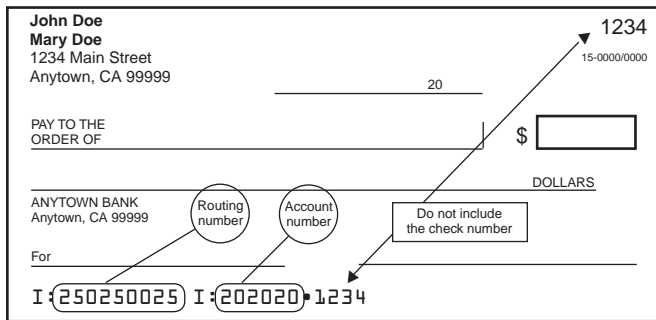 John Doe
Mary Doe
1234 Main Street
Anytown, CA 99999
1234
15-0000/0000
20
PAY TO THE
ORDER OF
$
DOLLARS
ANYTOWN BANK
Anytown, CA 99999
Routing
number
Account
number
Do not include
the check number
For
I:250250025 I:202020•1234